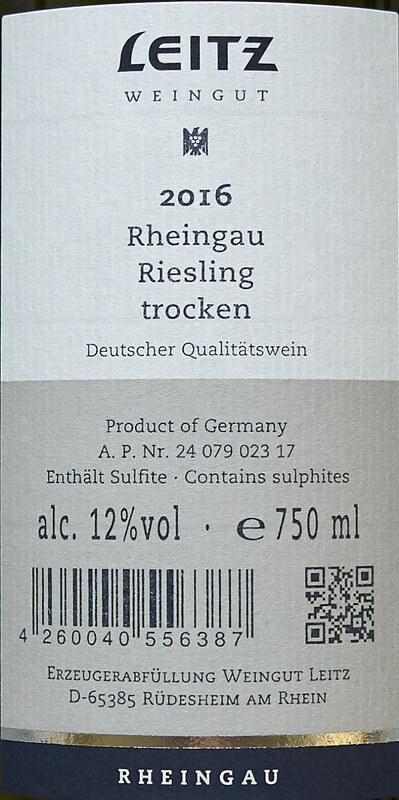 LEITZ
WEINGUT
2016
Rheingau
Riesling
trocken
Deutscher Qualitätswein
Product of Germany
A. P. Nr. 24 079 023 17
Enthält Sulfite · Contains sulphites
alc. 12%vol · e 750 ml
4 260040 556387
ERZEUGERABFÜLLUNG WEINGUT LEITZ
D-65385 RÜDESHEIM AM RHEIN
RHEINGAU